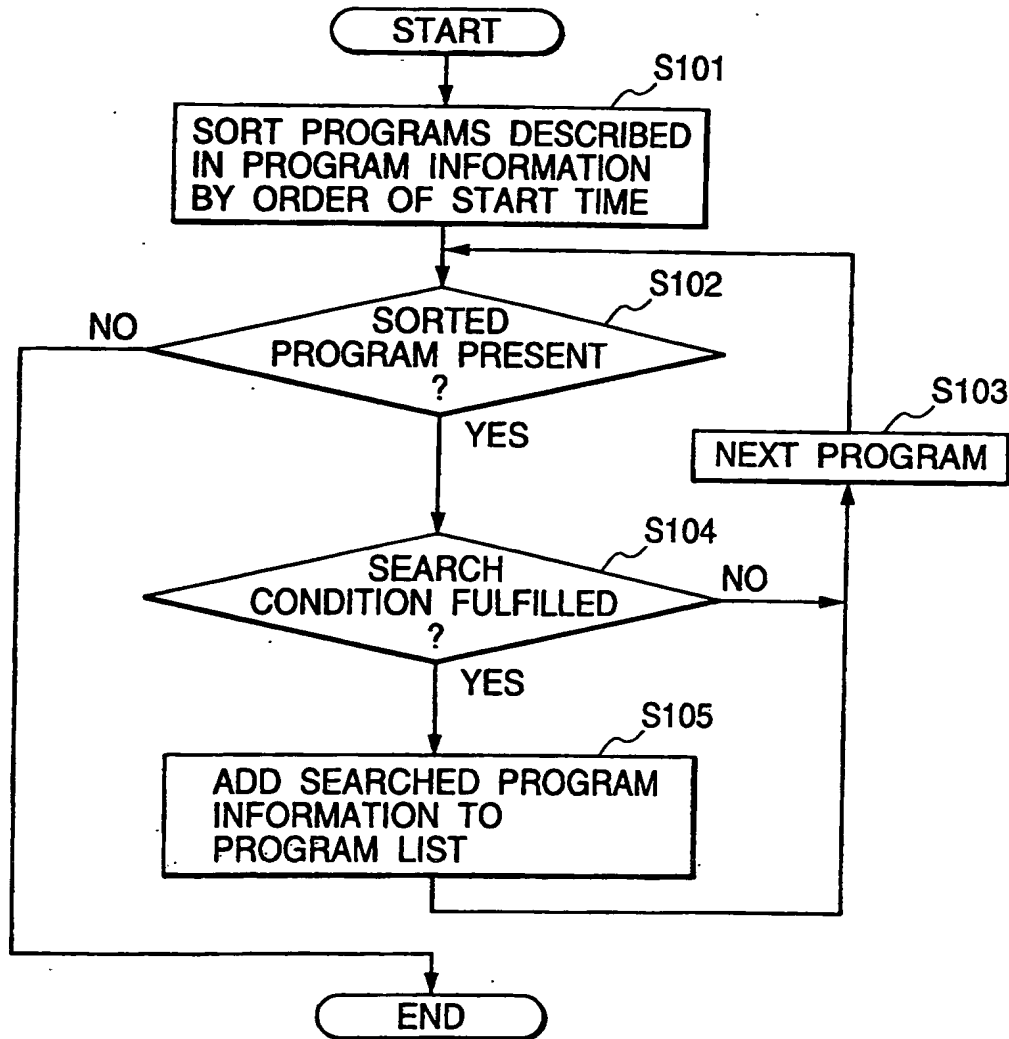 START
S101
SORT PROGRAMS DESCRIBED
IN PROGRAM INFORMATION
BY ORDER OF START TIME
S102
NO
SORTED
PROGRAM PRESENT
?
YES
S103
NEXT PROGRAM
S104
SEARCH
CONDITION FULFILLED
?
NO
YES
S105
ADD SEARCHED PROGRAM
INFORMATION TO
PROGRAM LIST
END